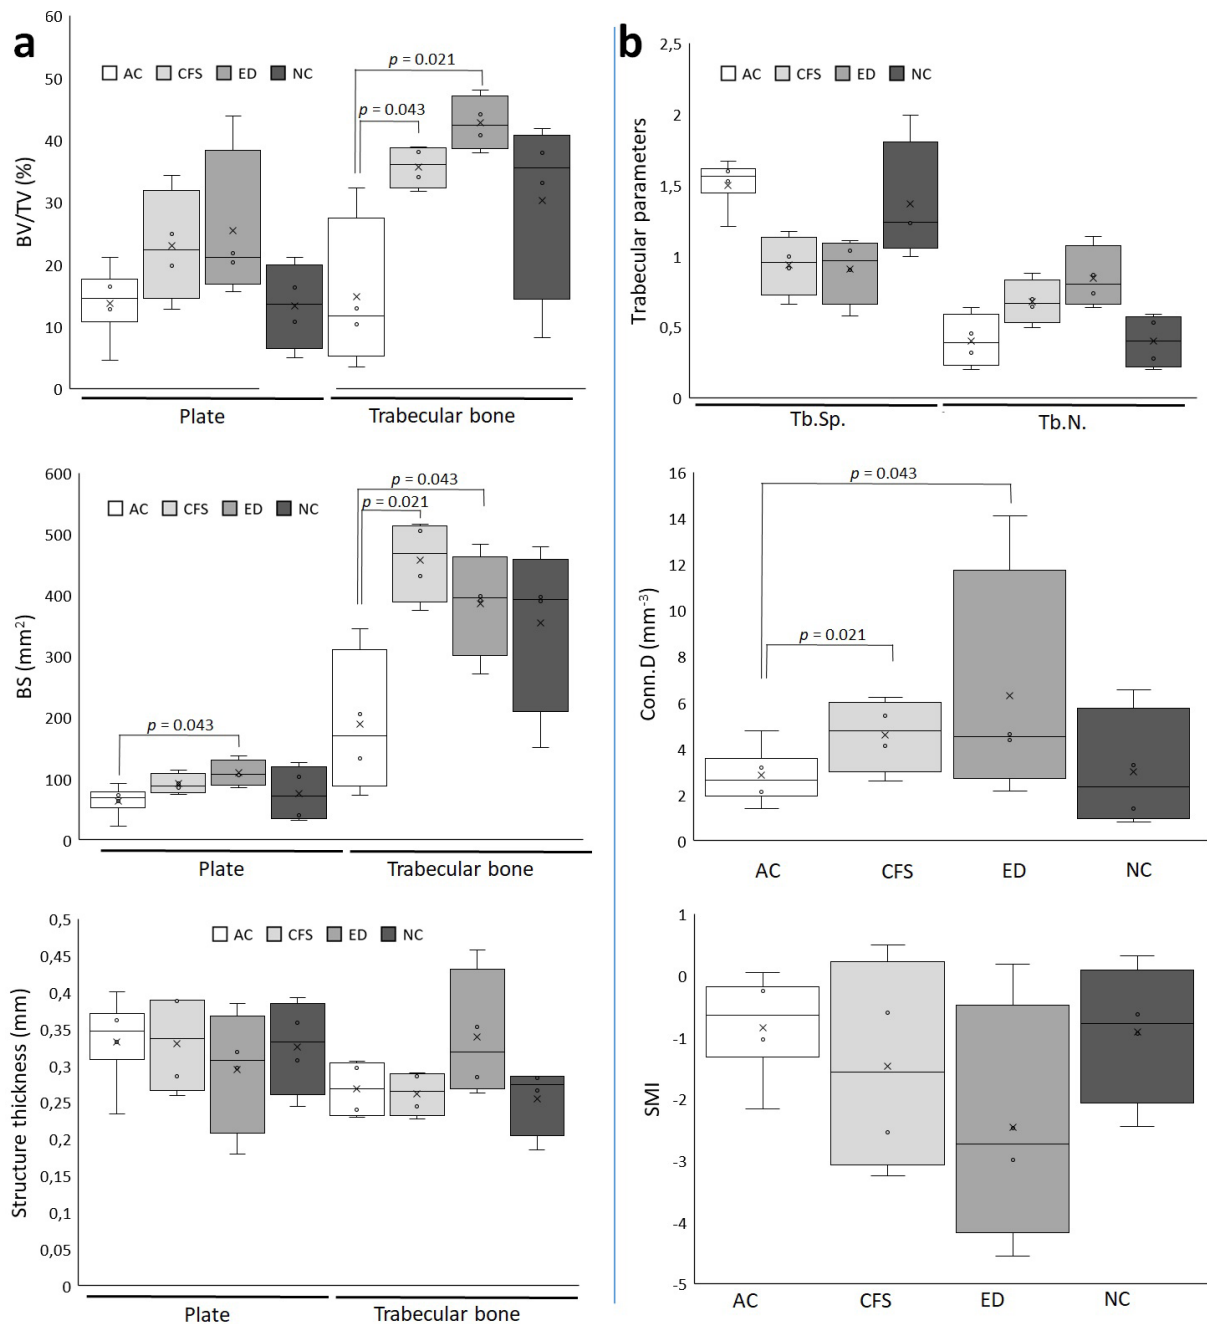 a
60
50
40
30
20
10
0
BV/TV (%)
AC CFS ED NC
p = 0.021
p = 0.043
Plate Trabecular bone
600
500
400
300
200
100
0
BS (mm²)
AC CFS ED NC
p = 0.043
p = 0.021
p = 0.043
Plate Trabecular bone
0,5
0,45
0,4
0,35
0,3
0,25
0,2
0,15
0,1
0,05
0
Structure thickness (mm)
AC CFS ED NC
Plate Trabecular bone
b
2,5
2
1,5
1
0,5
0
Trabecular parameters
AC CFS ED NC
Tb.Sp. Tb.N.
16
14
12
10
8
6
4
2
0
Conn.D (mm⁻³)
p = 0.043
p = 0.021
AC CFS ED NC
1
0
-1
-2
-3
-4
-5
SMI
AC CFS ED NC